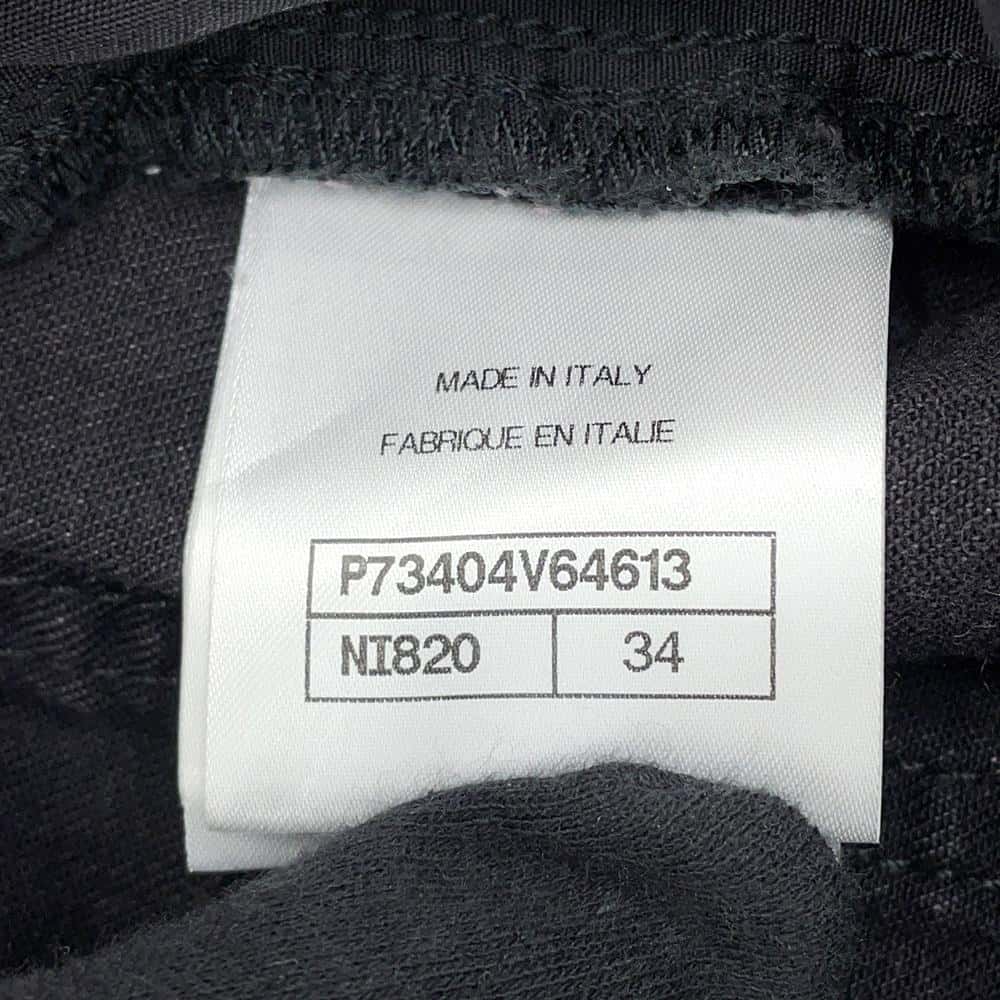 MADE IN ITALY
FABRIQUE EN ITALIE
P73404V64613
NI820 34